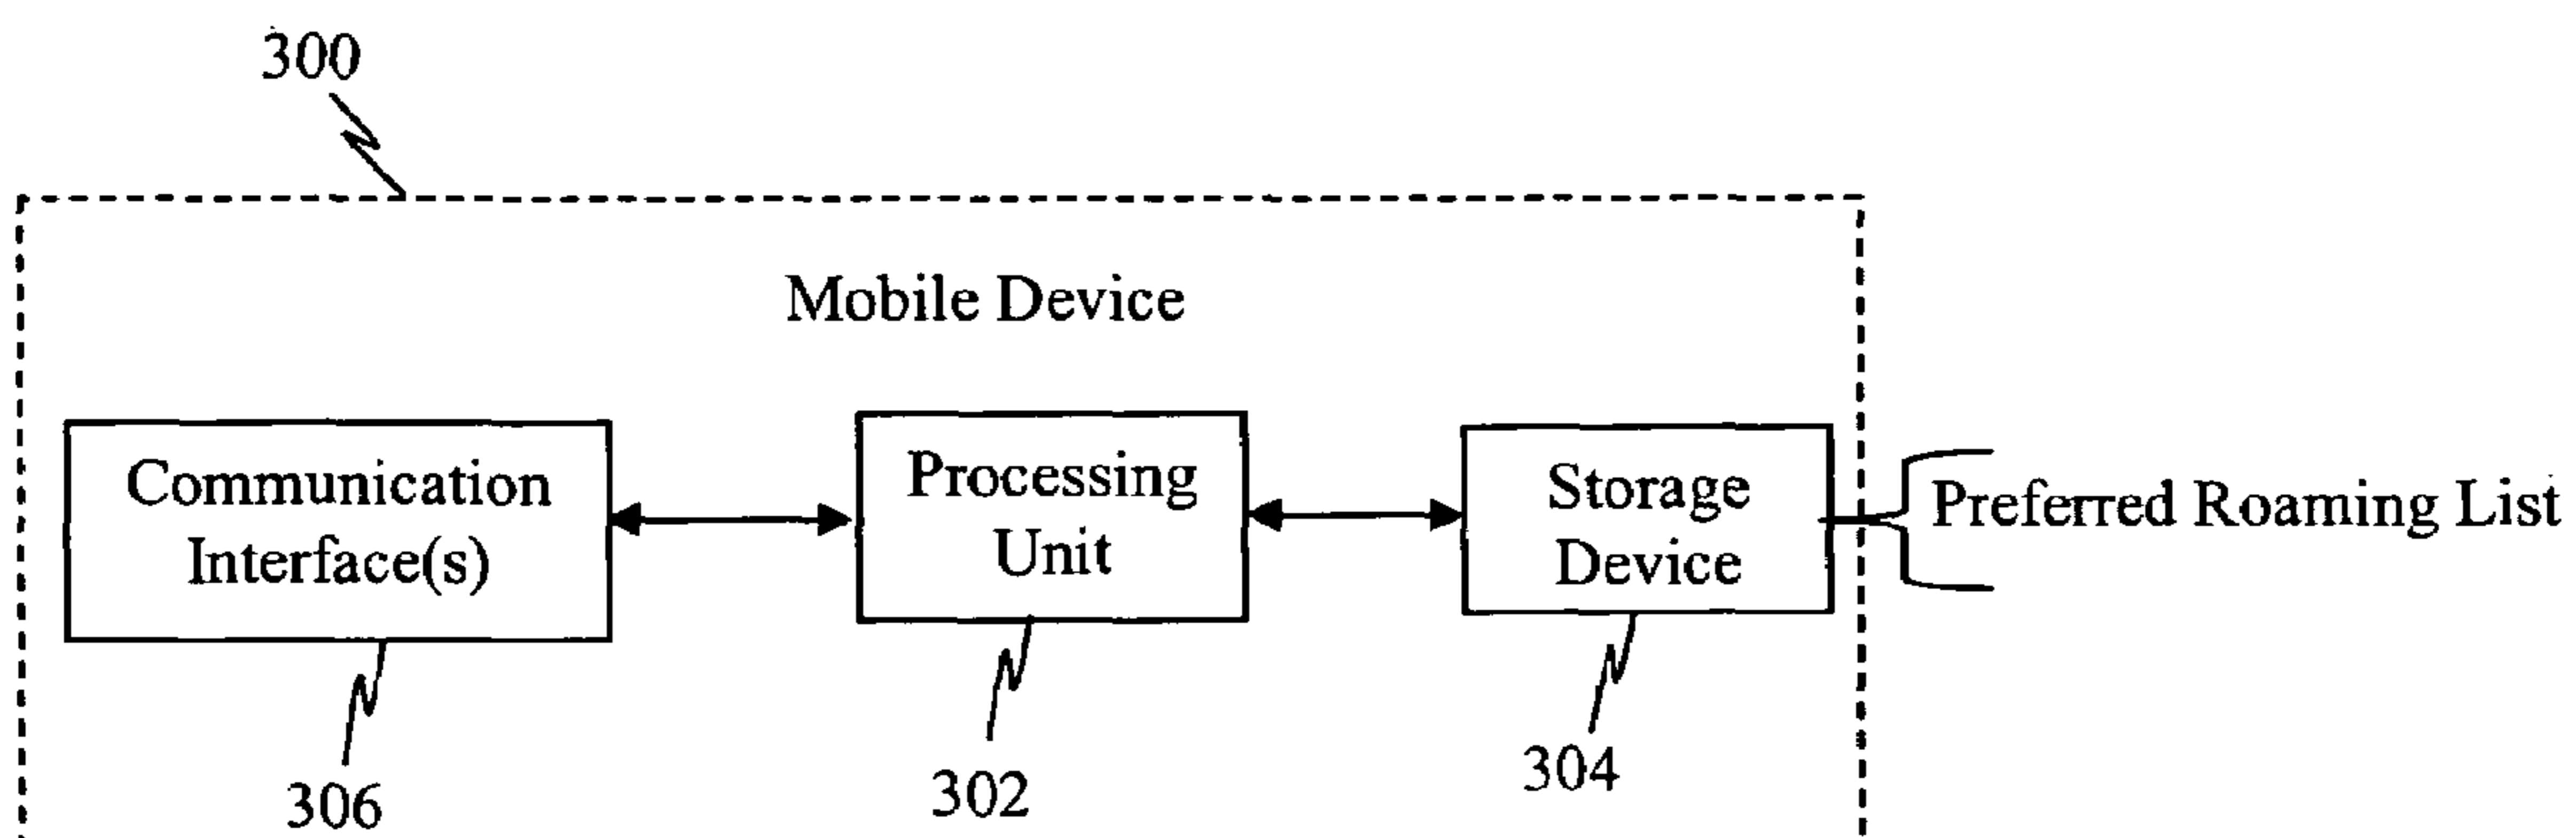 300
Mobile Device
Communication
Interface(s)
Processing
Unit
Storage
Device
Preferred Roaming List
306
302
304